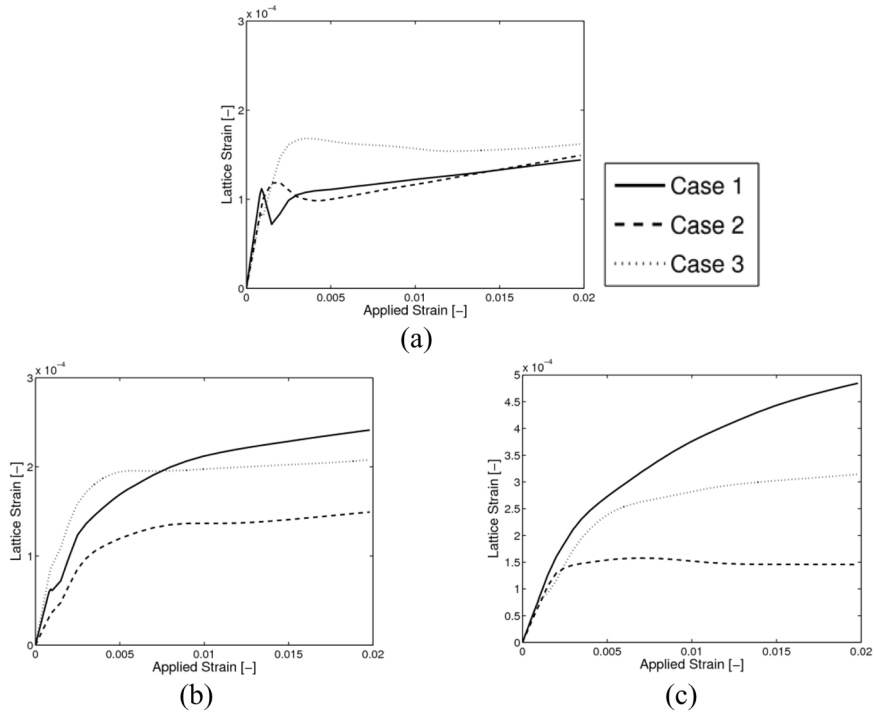 x 10⁻⁴
3
2
1
0
Lattice Strain [−]
0 0.005 0.01 0.015 0.02
Applied Strain [−]
Case 1
Case 2
Case 3
(a)
x 10⁻⁴
3
2
1
0
Lattice Strain [−]
0 0.005 0.01 0.015 0.02
Applied Strain [−]
(b)
x 10⁻⁴
5
4.5
4
3.5
3
2.5
1.5
1.5
1
0.5
0
Lattice Strain [−]
0 0.005 0.01 0.015 0.02
Applied Strain [−]
(c)